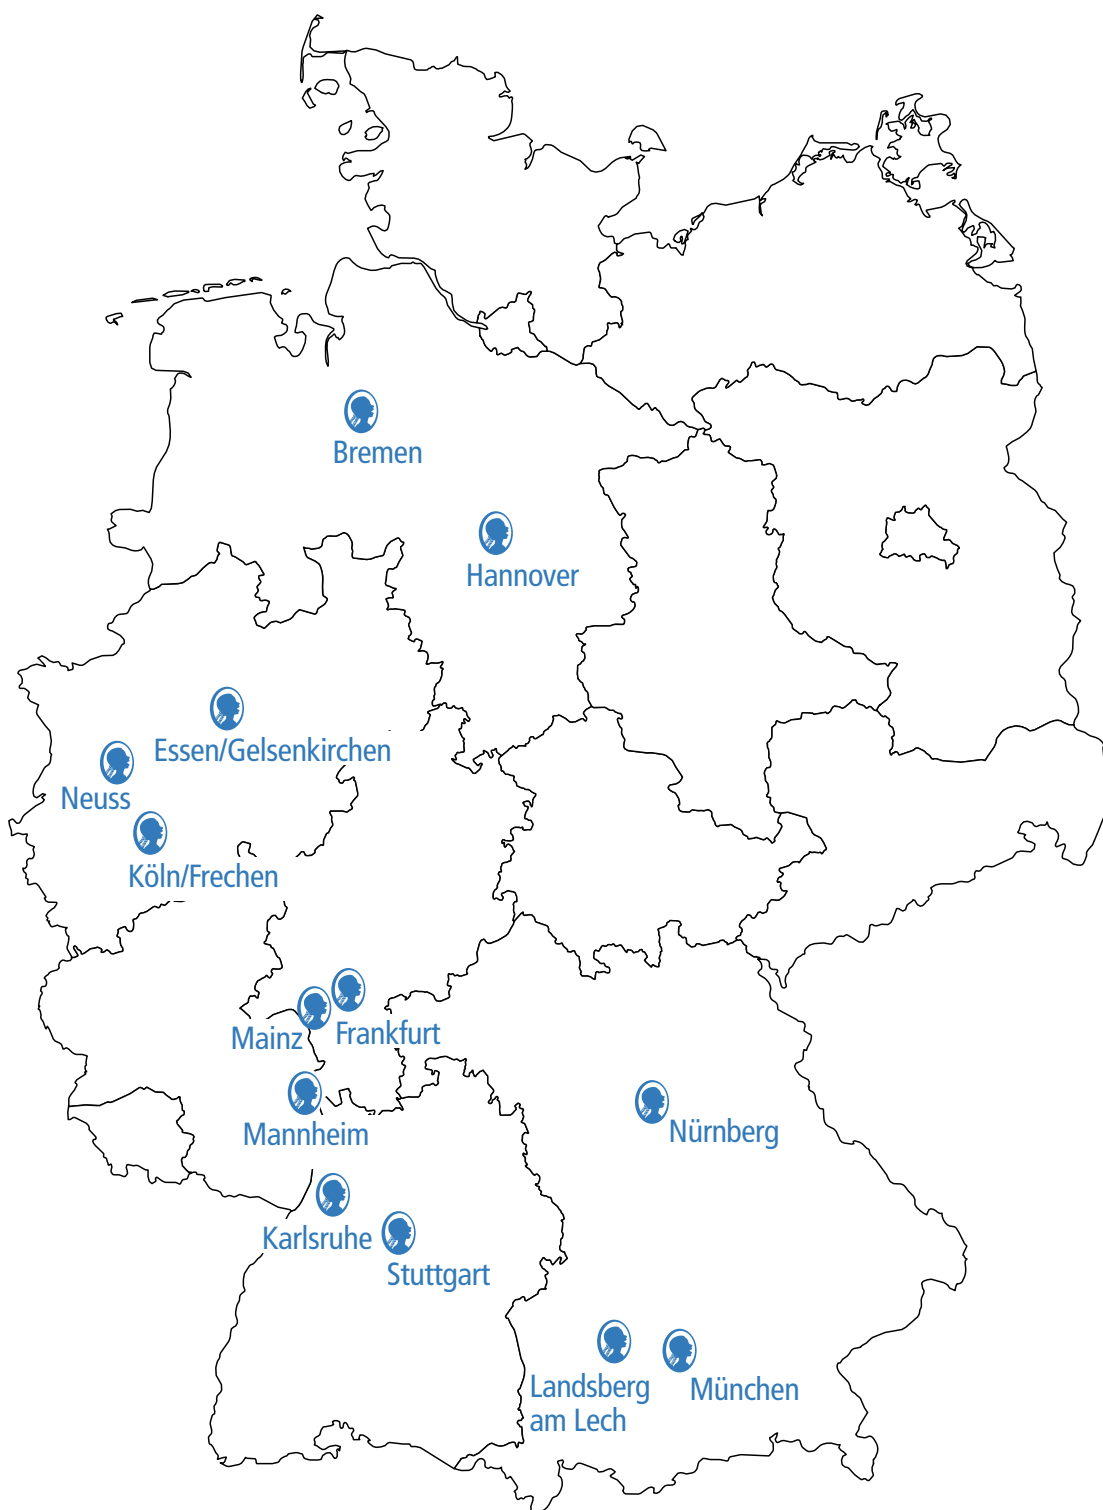 Bremen
Hannover
Essen/Gelsenkirchen
Neuss
Köln/Frechen
Mainz
Frankfurt
Mannheim
Nürnberg
Karlsruhe
Stuttgart
Landsberg
am Lech
München